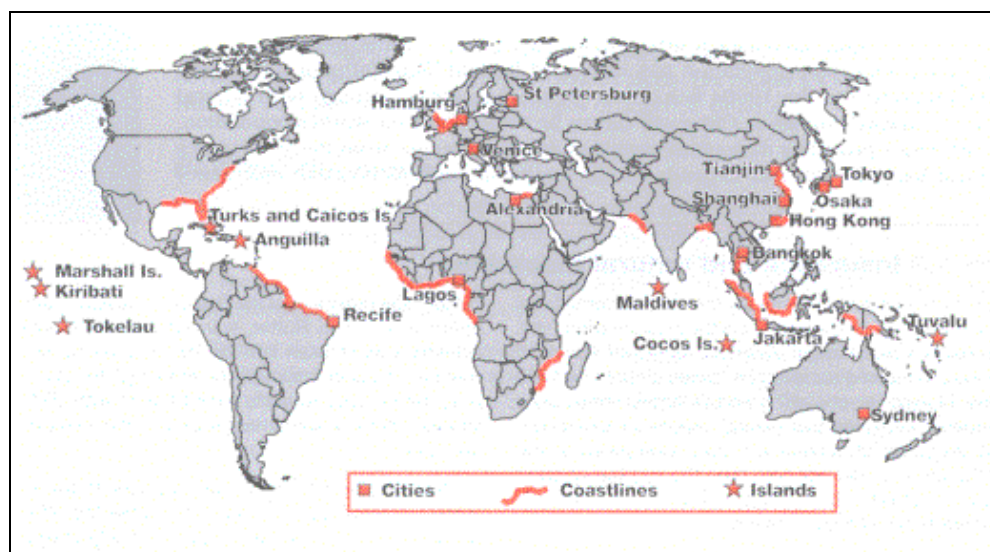 St Petersburg
Hamburg
Venice
Tianjin
Tokyo
Shanghai
Osaka
Alexandria
Turks and Caicos Is.
Hong Kong
Anguilla
Bangkok
Marshall Is.
Kiribati
Lagos
Maldives
Recife
Tokelau
Tuvalu
Jakarta
Cocos Is.
Sydney
Cities
Coastlines
Islands